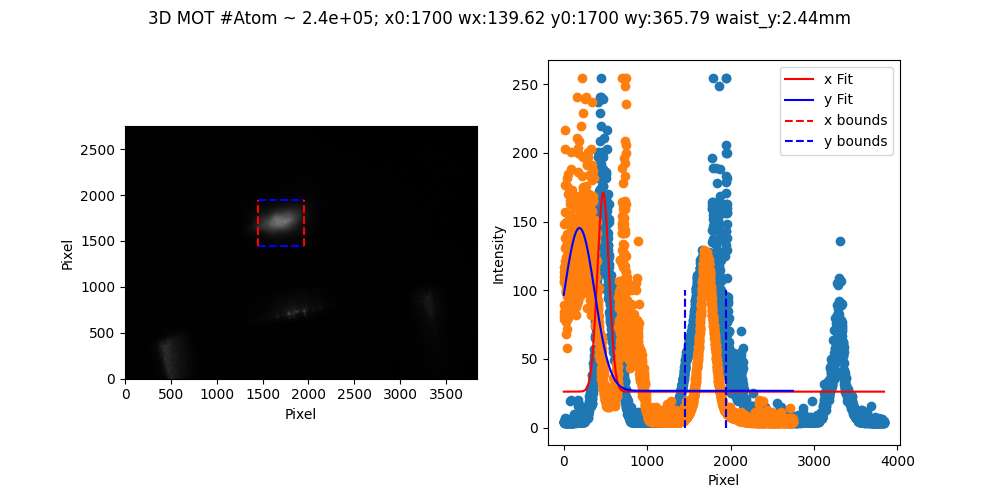 3D MOT #Atom ~ 2.4e+05; x0:1700 wx:139.62 y0:1700 wy:365.79 waist_y:2.44mm
2500
2000
1500
1000
500
0
Pixel
0 500 1000 1500 2000 2500 3000 3500
Pixel
250
200
150
100
50
0
Intensity
x Fit
y Fit
x bounds
y bounds
0 1000 2000 3000 4000
Pixel